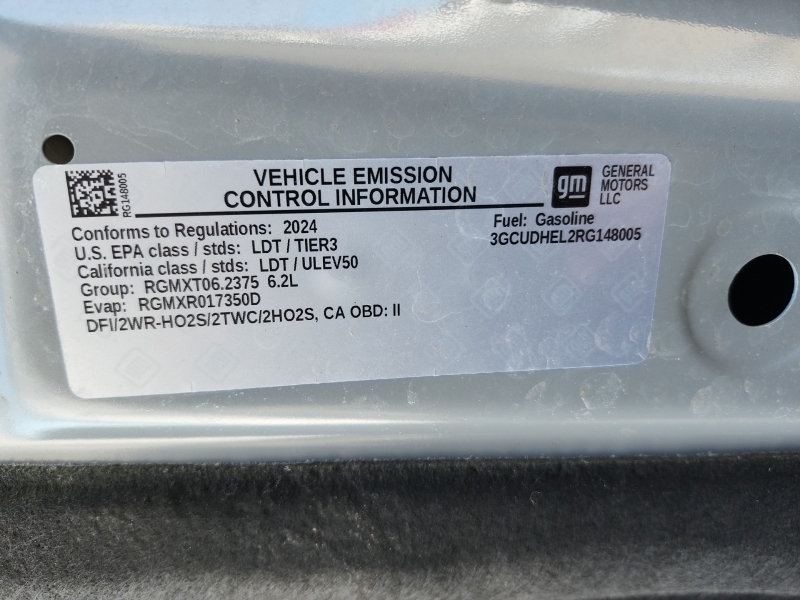 RG148005
VEHICLE EMISSION
CONTROL INFORMATION
gm
GENERAL
MOTORS
LLC
Conforms to Regulations: 2024
Fuel: Gasoline
U.S. EPA class / stds: LDT / TIER3
3GCUDHEL2RG148005
California class / stds: LDT / ULEV50
Group: RGMXT06.2375 6.2L
Evap: RGMXR017350D
DFI/2WR-HO2S/2TWC/2HO2S, CA OBD: II